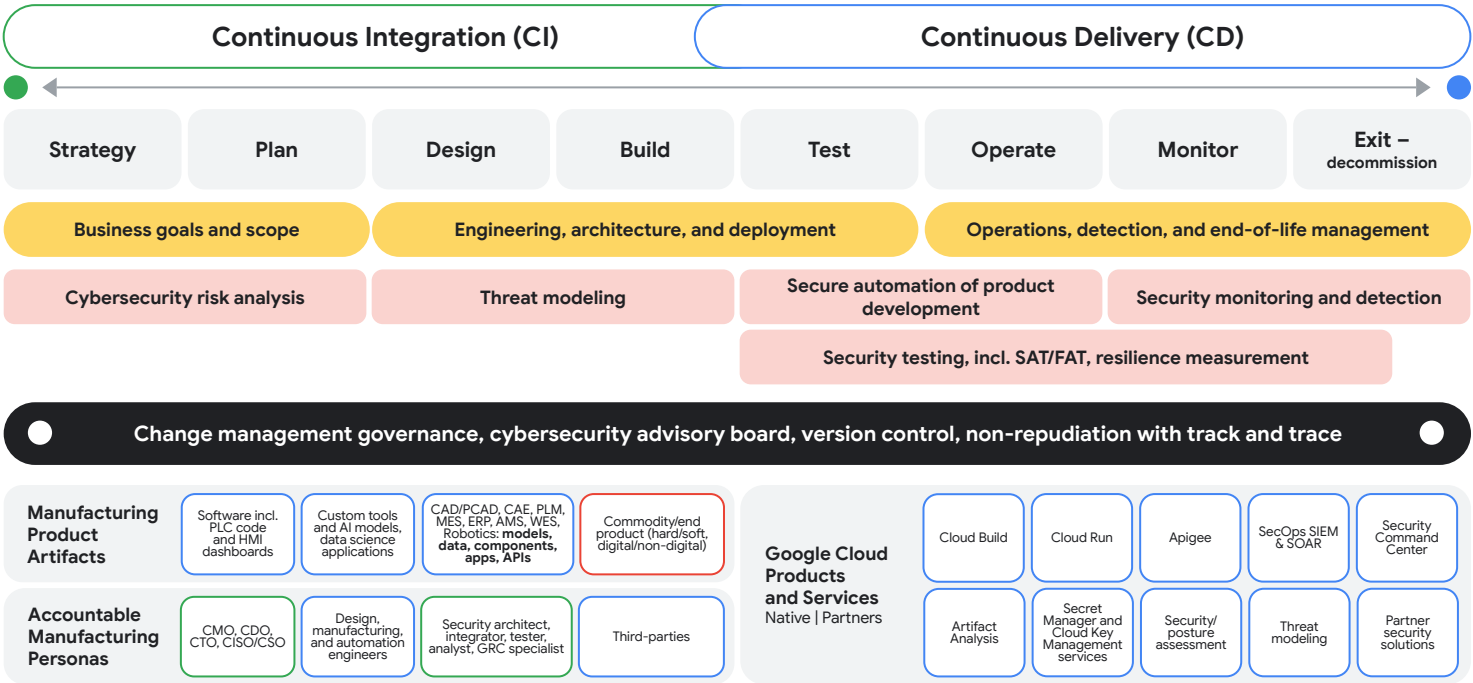 Continuous Integration (CI)
Continuous Delivery (CD)
Strategy
Plan
Design
Build
Test
Operate
Monitor
Exit –
decommission
Business goals and scope
Engineering, architecture, and deployment
Operations, detection, and end-of-life management
Cybersecurity risk analysis
Threat modeling
Secure automation of product
development
Security monitoring and detection
Security testing, incl. SAT/FAT, resilience measurement
Change management governance, cybersecurity advisory board, version control, non-repudiation with track and trace
Manufacturing
Product
Artifacts
Software incl.
PLC code
and HMI
dashboards
Custom tools
and AI models,
data science
applications
CAD/PCAD, CAE, PLM,
MES, ERP, AMS, WES,
Robotics: models,
data, components,
apps, APIs
Commodity/end
product (hard/soft,
digital/non-digital)
Accountable
Manufacturing
Personas
CMO, CDO,
CTO, CISO/CSO
Design,
manufacturing,
and automation
engineers
Security architect,
integrator, tester,
analyst, GRC specialist
Third-parties
Google Cloud
Products
and Services
Native | Partners
Cloud Build
Cloud Run
Apigee
SecOps SIEM
& SOAR
Security
Command
Center
Artifact
Analysis
Secret
Manager and
Cloud Key
Management
services
Security/
posture
assessment
Threat
modeling
Partner
security
solutions